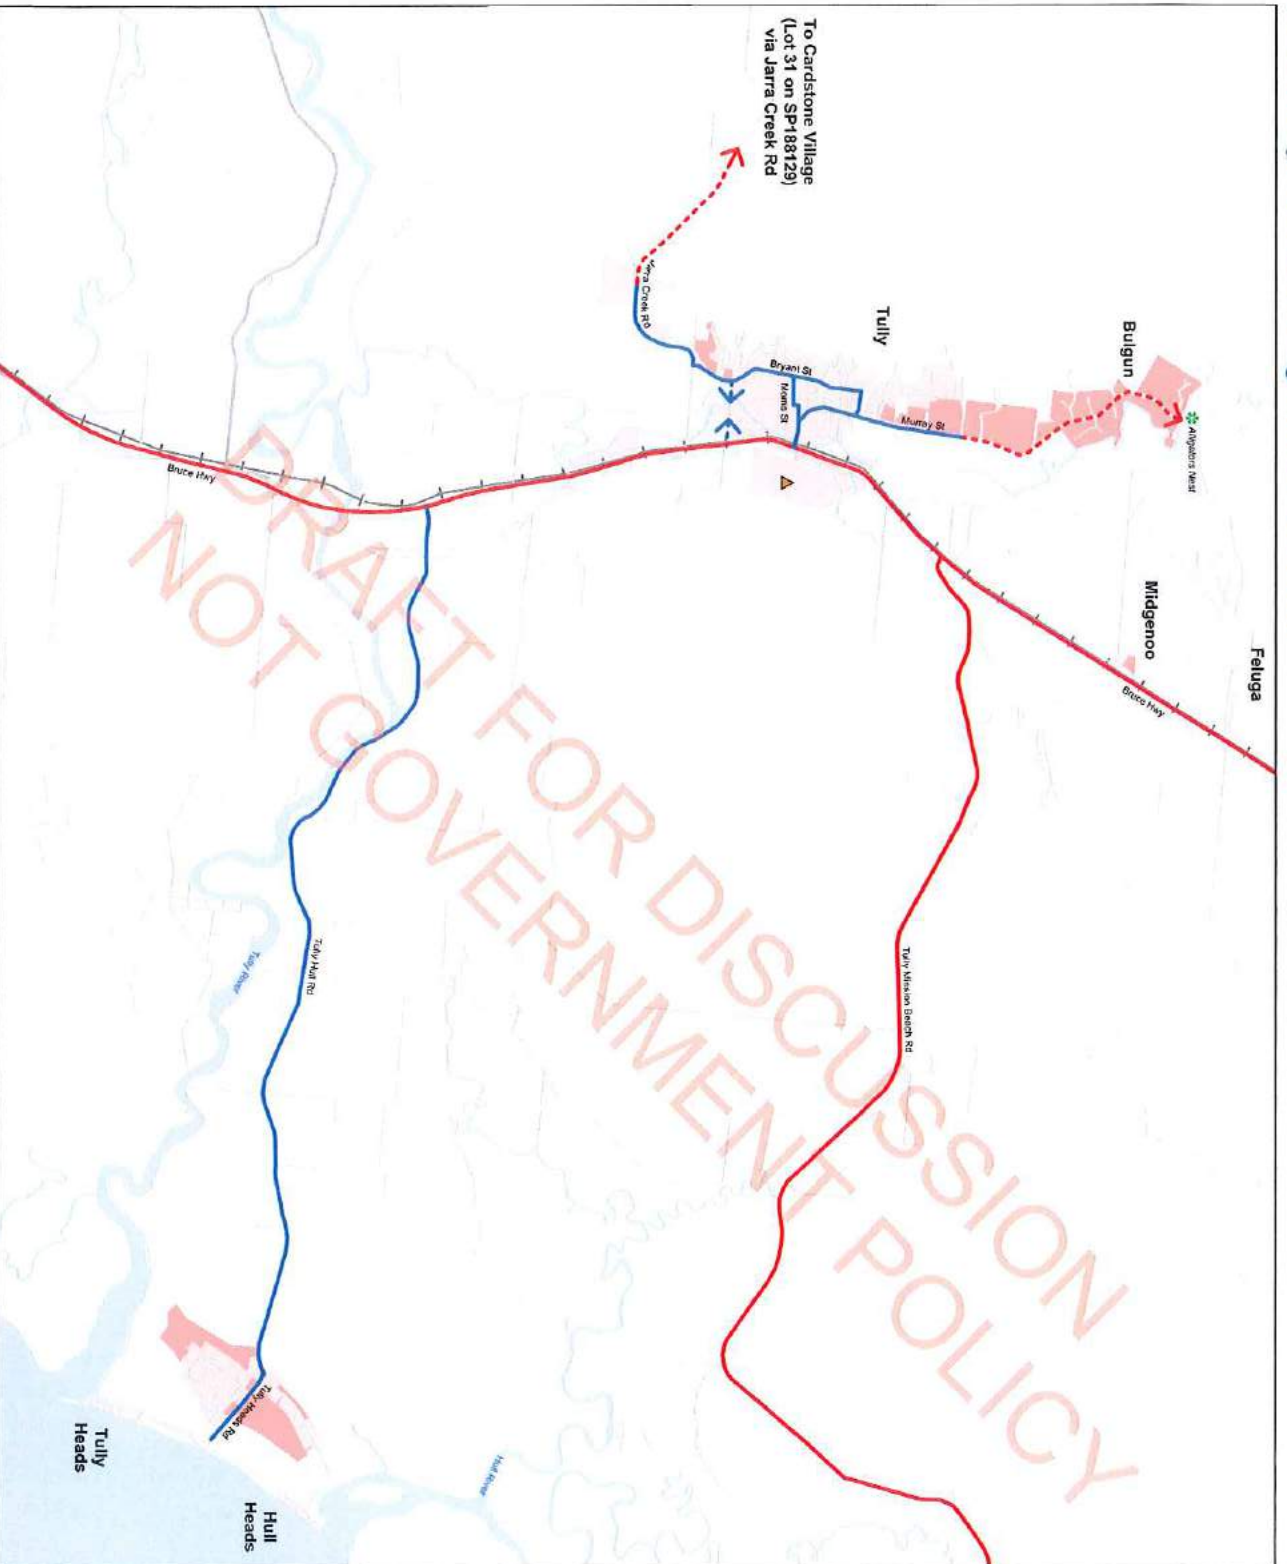 To Cardstone Village
(Lot 31 on SP188129)
via Jarra Creek Rd
Creek Rd
Tully
Bryant St
Murray St
Bulgun
Alligators Nest
Midgenoo
Feluga
Bruce Hwy
Bruce Hwy
DRAFT FOR DISCUSSION
NOT GOVERNMENT POLICY
Tully Mission Beach Rd
Tully Hull Rd
Tully River
Tully Heads Rd
Hull River
Tully
Heads
Hull
Heads